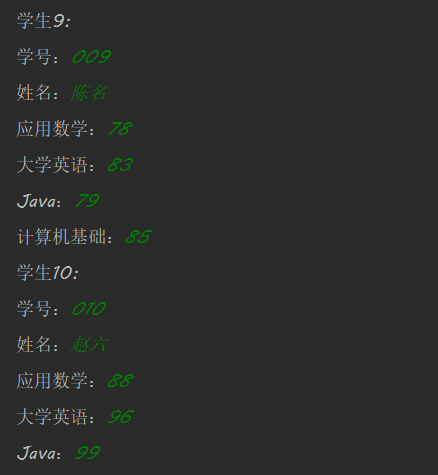 学生9:
学号：009
姓名：陈名
应用数学：78
大学英语：83
Java：79
计算机基础：85
学生10:
学号：010
姓名：赵六
应用数学：88
大学英语：96
Java：99